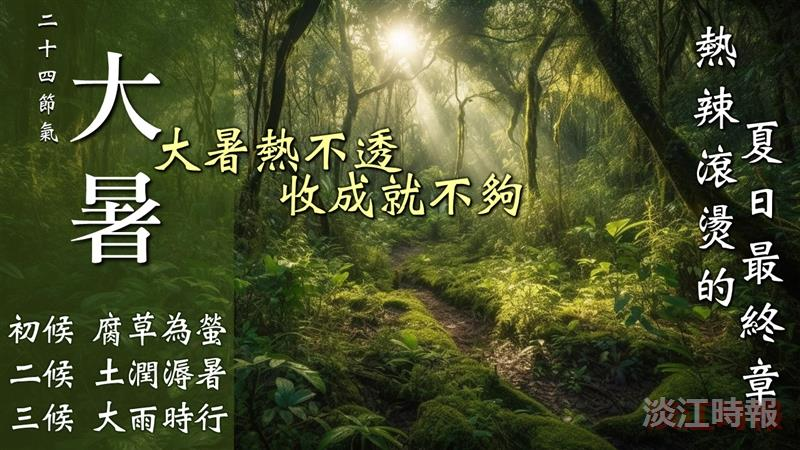 二十四節氣
大暑
大暑熱不透
收成就不夠
熱辣滾燙的
夏日最終章
初候 腐草為螢
二候 土潤溽暑
三候 大雨時行
淡江時報